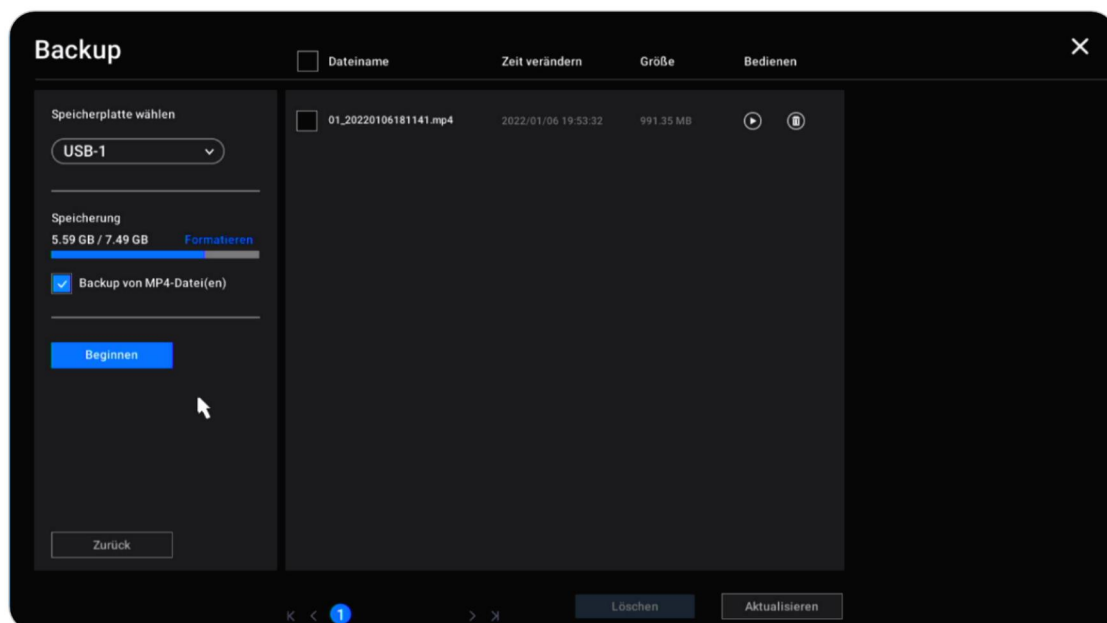 Backup
Dateiname Zeit verändern Größe Bedienen
Speicherplatte wählen
USB-1
Speicherung
5.59 GB / 7.49 GB Formatieren
Backup von MP4-Datei(en)
Beginnen
Zurück
01_20220106181141.mp4 2022/01/06 19:53:32 991.35 MB
1
Löschen Aktualisieren